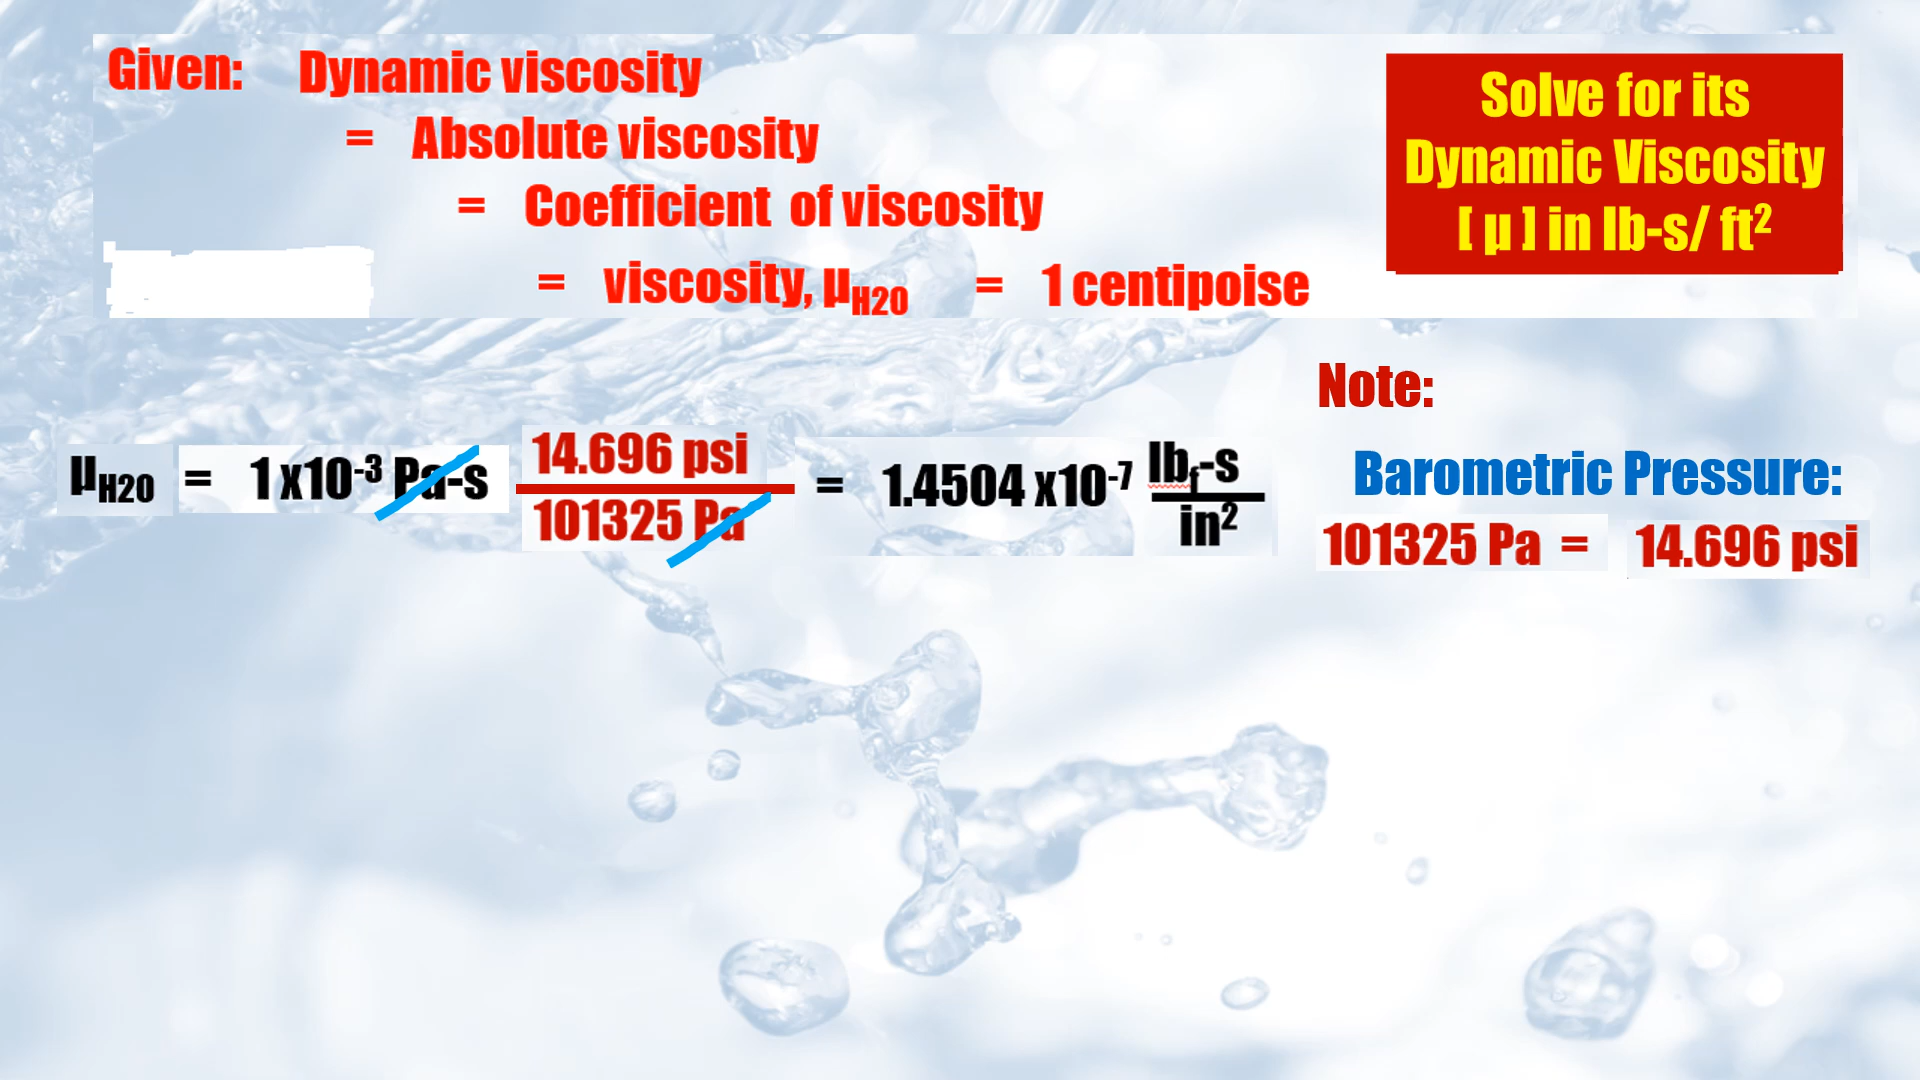 Given: Dynamic viscosity
= Absolute viscosity
= Coefficient of viscosity
= viscosity, μH2O = 1 centipoise
Solve for its
Dynamic Viscosity
[ μ ] in lb-s/ ft²
Note:
Barometric Pressure:
101325 Pa = 14.696 psi
μH2O = 1 x10⁻³ Pa-s 14.696 psi / 101325 Pa = 1.4504 x10⁻⁷ lbf-s / in²